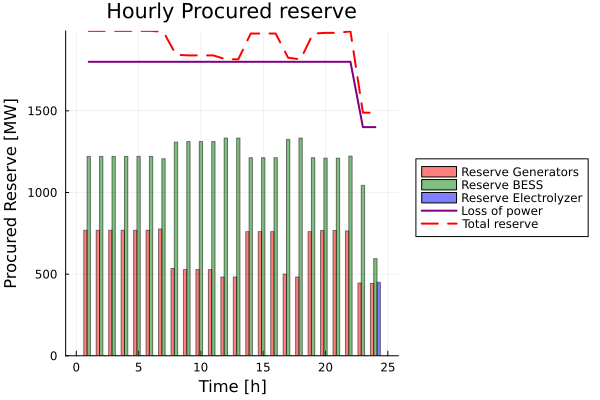 Hourly Procured reserve
Procured Reserve [MW]
1500
1000
500
0
0 5 10 15 20 25
Time [h]
Reserve Generators
Reserve BESS
Reserve Electrolyzer
Loss of power
Total reserve